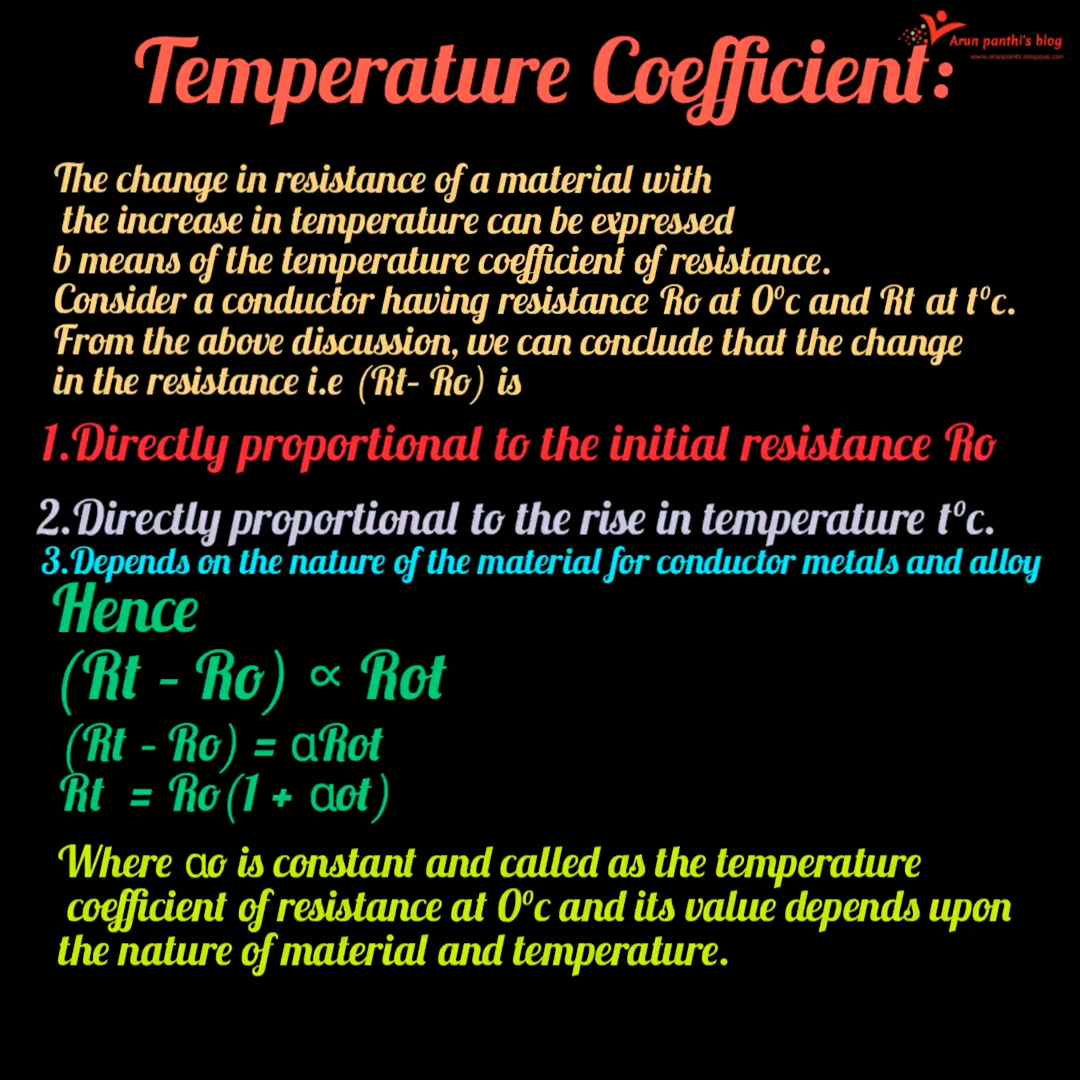 Arun panthi's blog
www.arunpanthi.blogspot.com
Temperature Coefficient:
The change in resistance of a material with
the increase in temperature can be expressed
b means of the temperature coefficient of resistance.
Consider a conductor having resistance Ro at 0°c and Rt at t°c.
From the above discussion, we can conclude that the change
in the resistance i.e (Rt- Ro) is
1.Directly proportional to the initial resistance Ro
2.Directly proportional to the rise in temperature t°c.
3.Depends on the nature of the material for conductor metals and alloy
Hence
(Rt - Ro) ∝ Rot
(Rt - Ro) = αRot
Rt = Ro(1 + αot)
Where αo is constant and called as the temperature
coefficient of resistance at 0°c and its value depends upon
the nature of material and temperature.